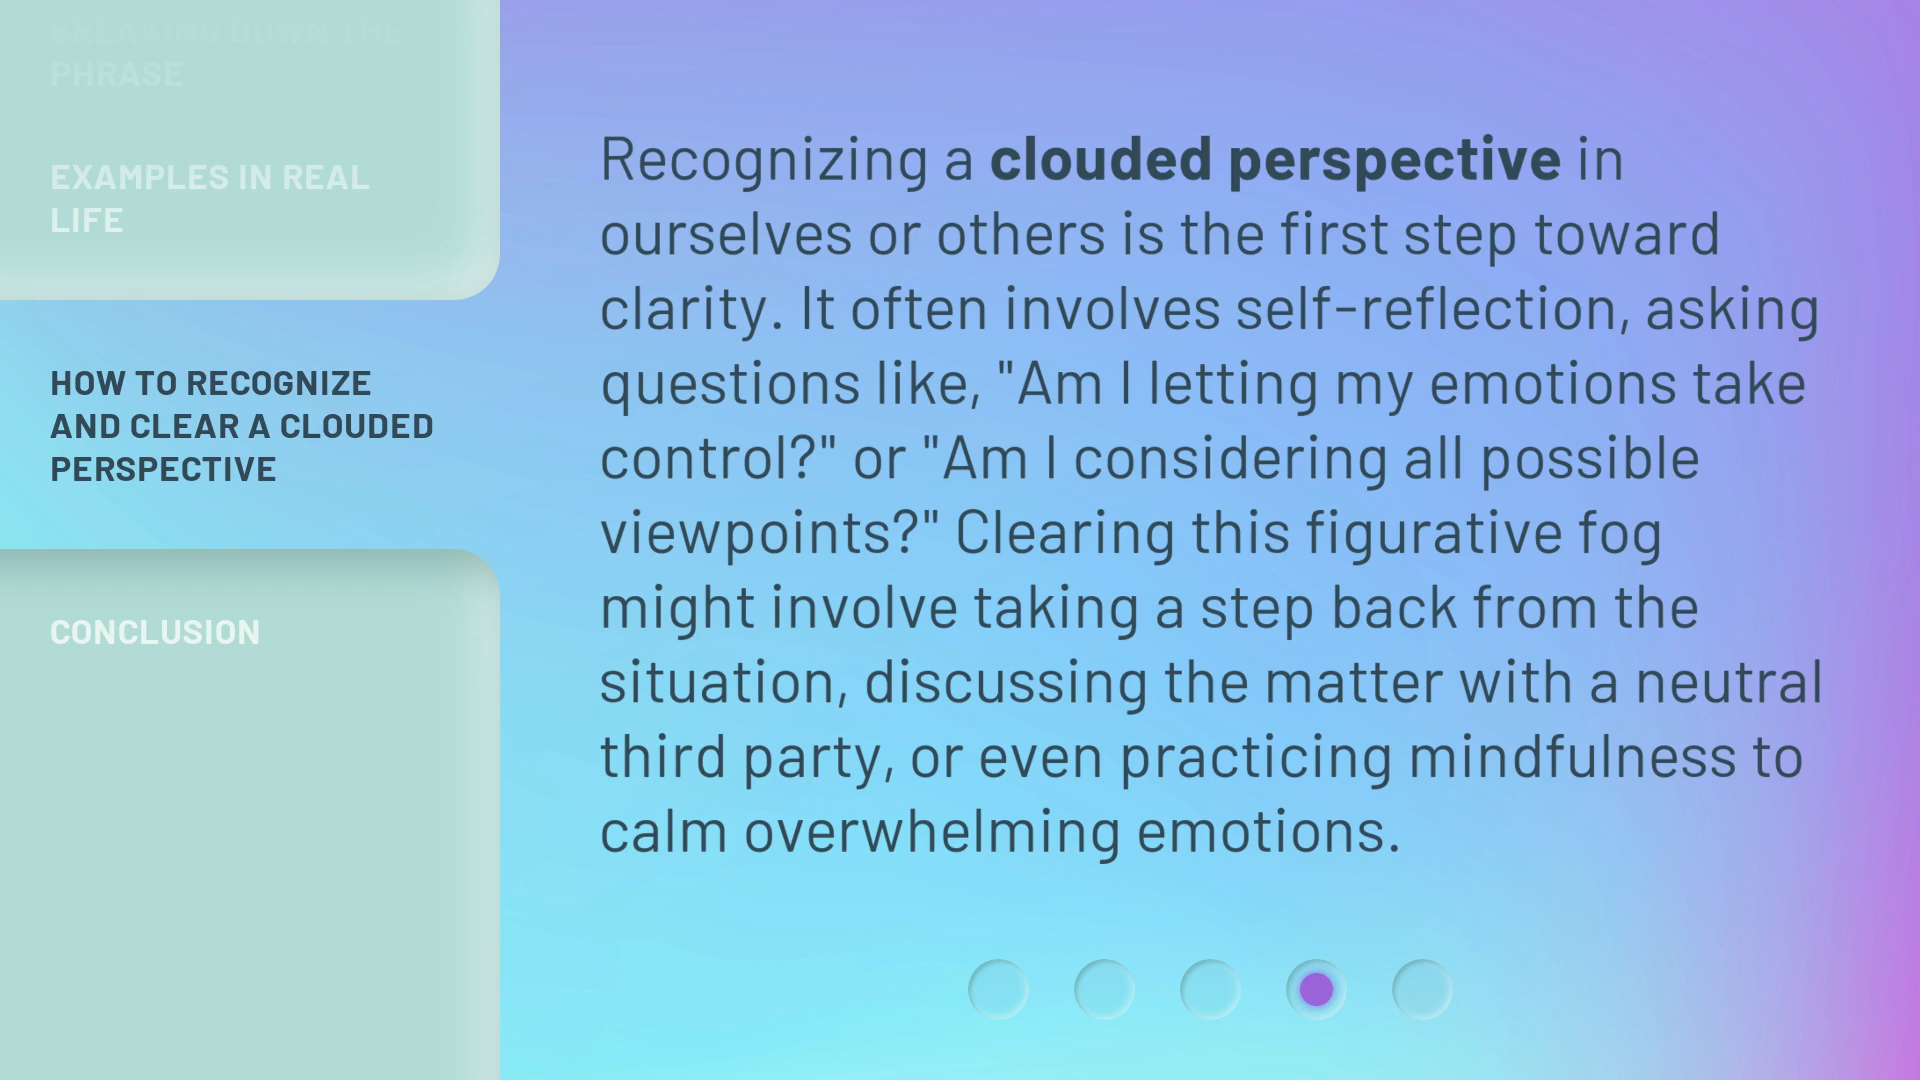 BREAKING DOWN THE
PHRASE
EXAMPLES IN REAL
LIFE
HOW TO RECOGNIZE
AND CLEAR A CLOUDED
PERSPECTIVE
CONCLUSION
Recognizing a clouded perspective in
ourselves or others is the first step toward
clarity. It often involves self-reflection, asking
questions like, "Am I letting my emotions take
control?" or "Am I considering all possible
viewpoints?" Clearing this figurative fog
might involve taking a step back from the
situation, discussing the matter with a neutral
third party, or even practicing mindfulness to
calm overwhelming emotions.